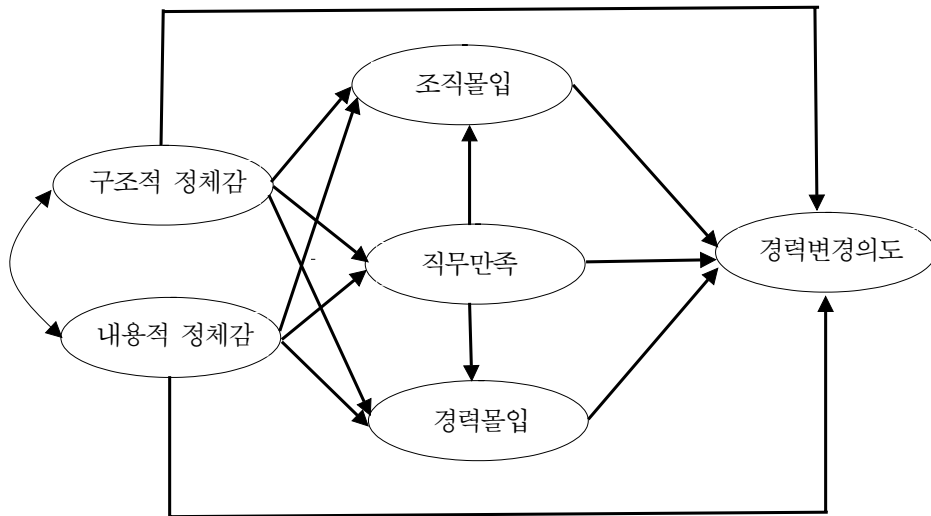 조직몰입
구조적 정체감
직무만족
경력변경의도
내용적 정체감
경력몰입